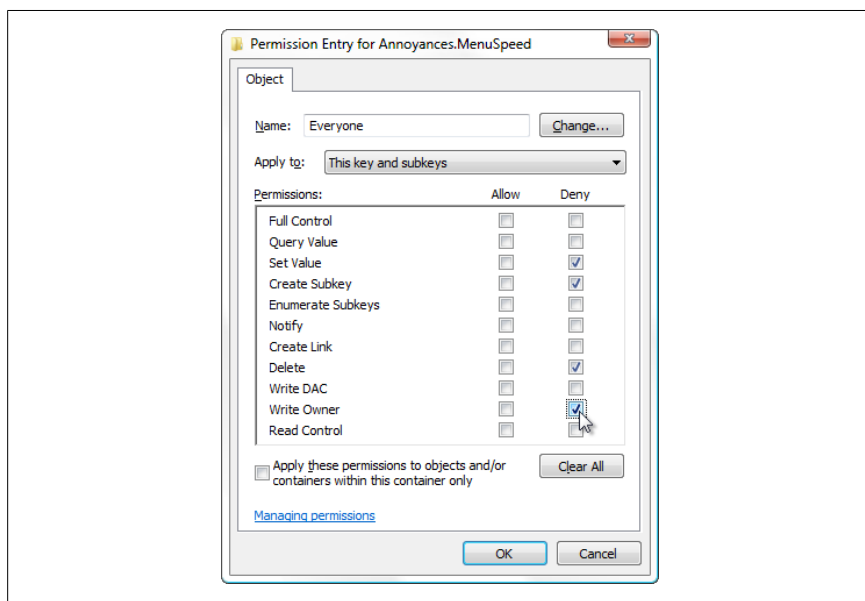 Permission Entry for Annoyances.MenuSpeed
Object
Name: Everyone Change...
Apply to: This key and subkeys
Permissions: Allow Deny
Full Control
Query Value
Set Value
Create Subkey
Enumerate Subkeys
Notify
Create Link
Delete
Write DAC
Write Owner
Read Control
Apply these permissions to objects and/or
containers within this container only
Clear All
Managing permissions
OK Cancel